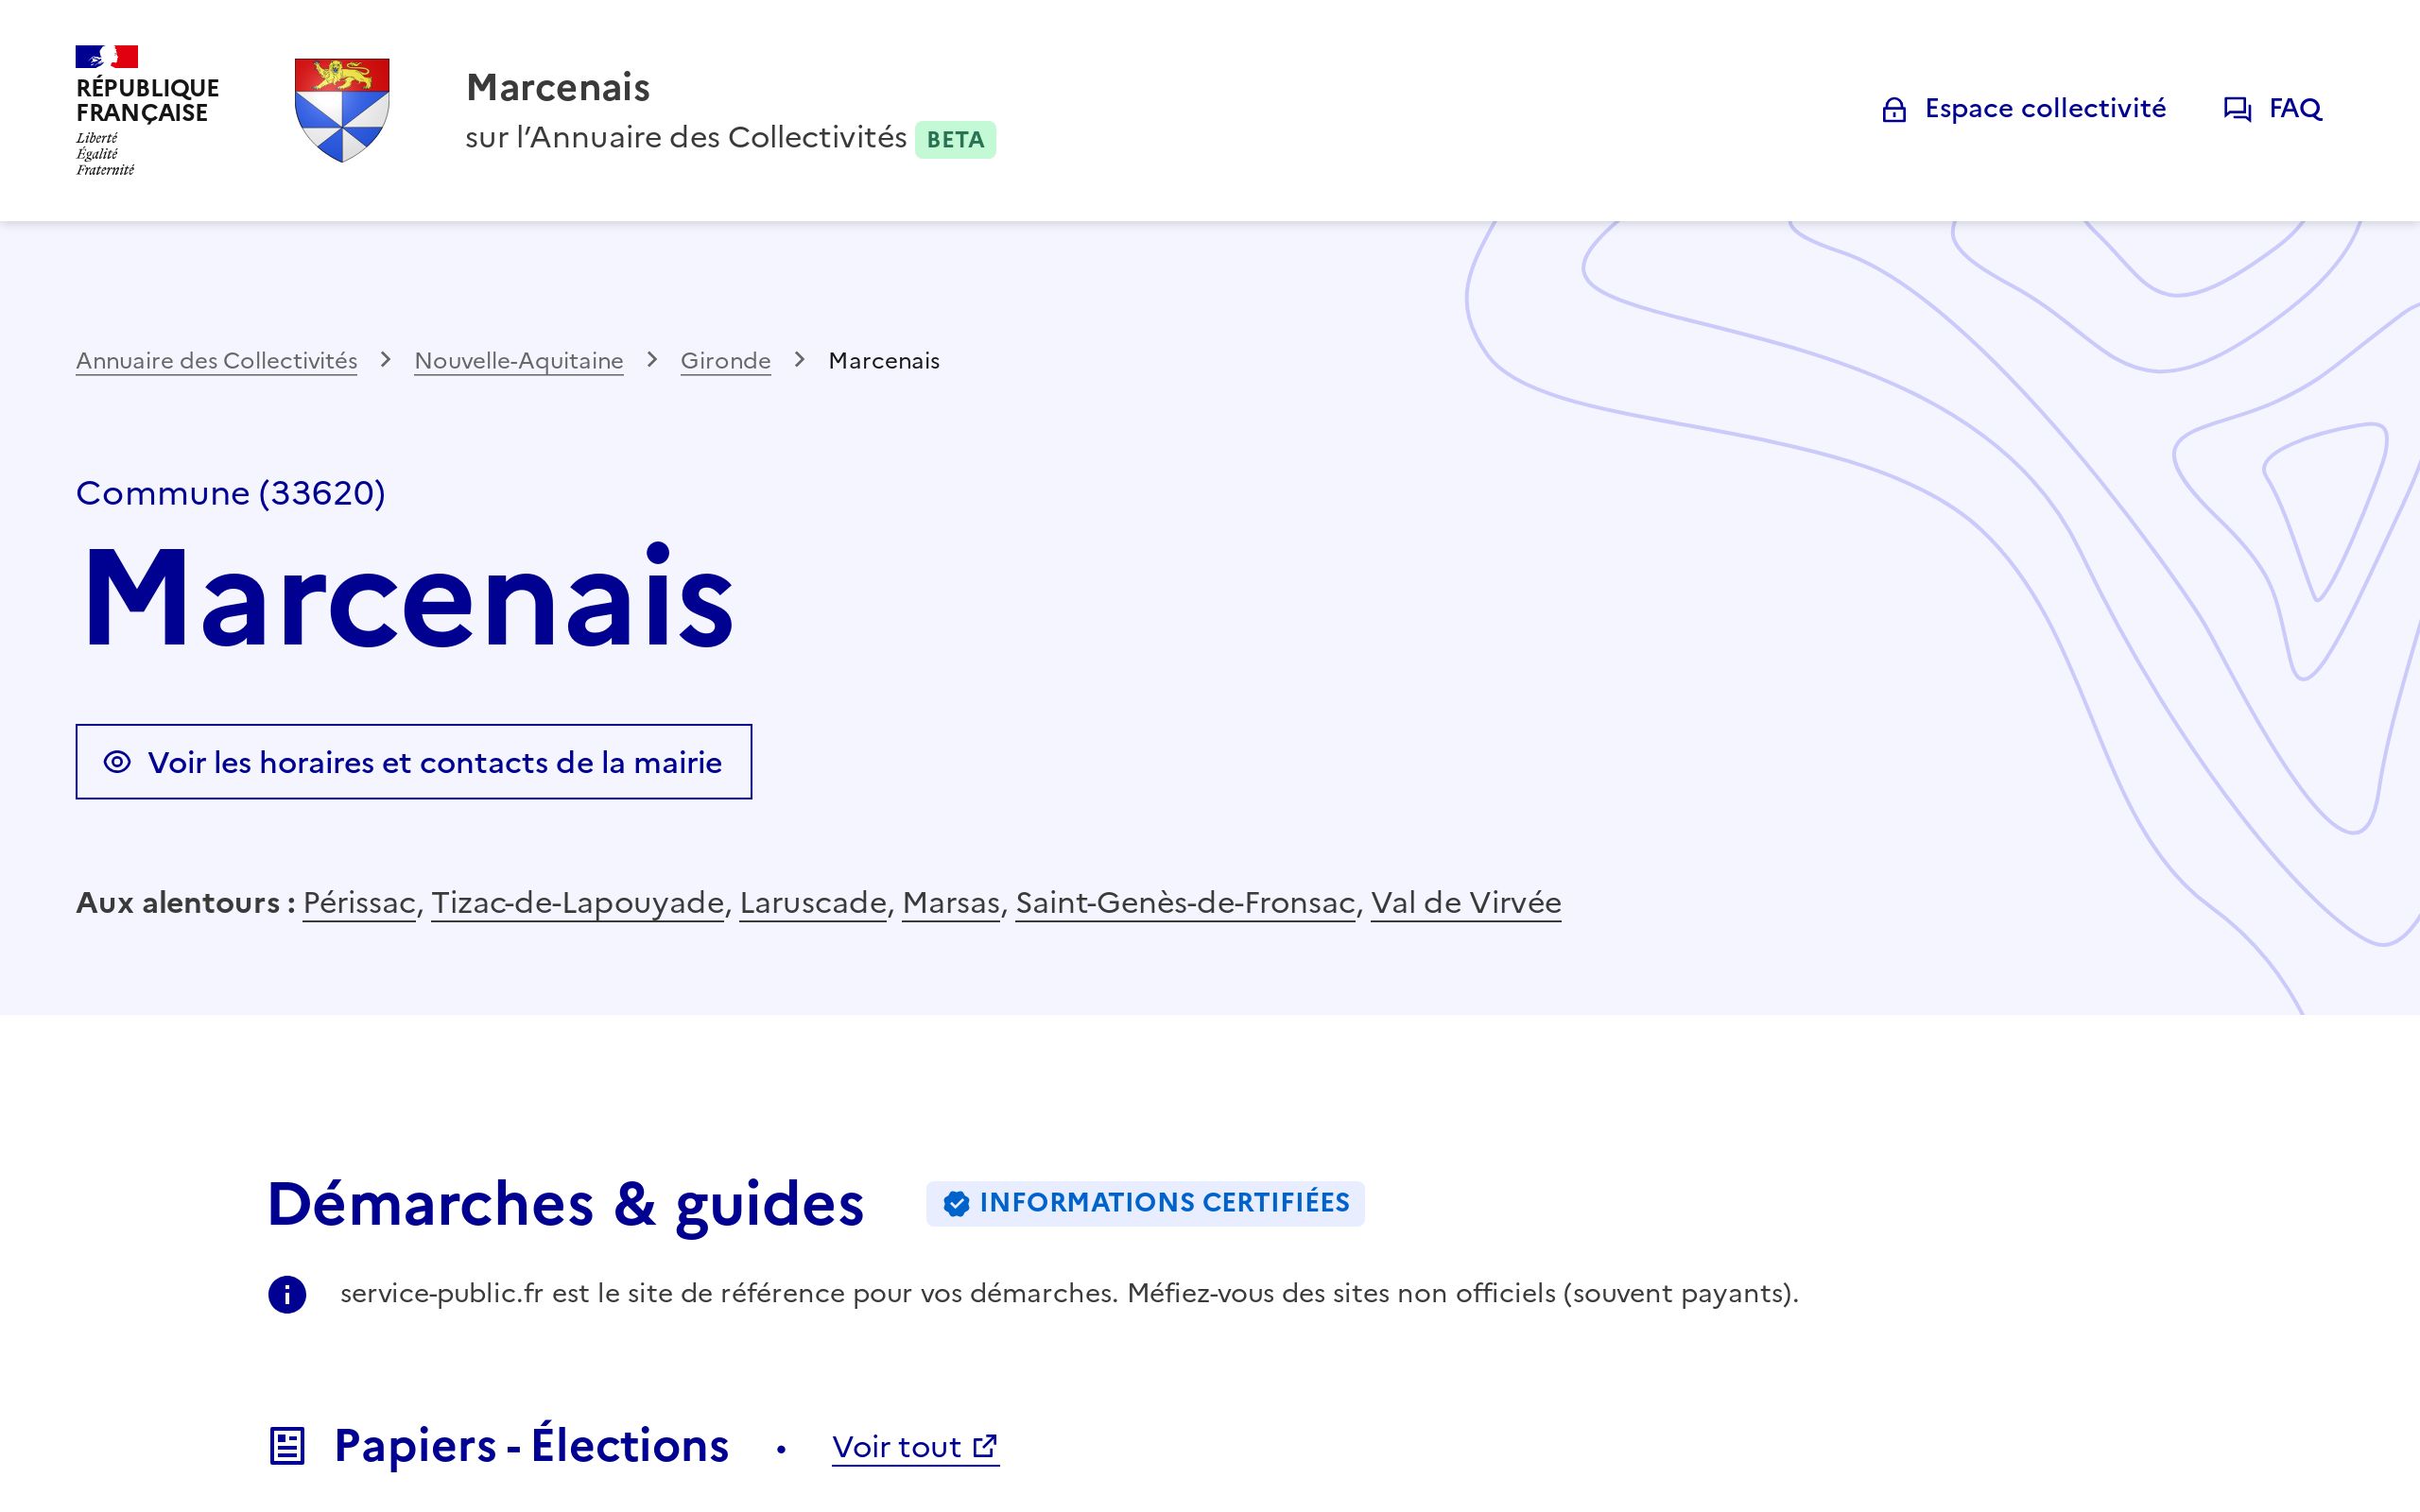 RÉPUBLIQUE
FRANÇAISE
Liberté
Égalité
Fraternité
Marcenais
sur l’Annuaire des Collectivités BETA
Espace collectivité
FAQ
Annuaire des Collectivités > Nouvelle-Aquitaine > Gironde > Marcenais
Commune (33620)
Marcenais
Voir les horaires et contacts de la mairie
Aux alentours : Périssac, Tizac-de-Lapouyade, Laruscade, Marsas, Saint-Genès-de-Fronsac, Val de Virvée
Démarches & guides INFORMATIONS CERTIFIÉES
service-public.fr est le site de référence pour vos démarches. Méfiez-vous des sites non officiels (souvent payants).
Papiers - Élections • Voir tout